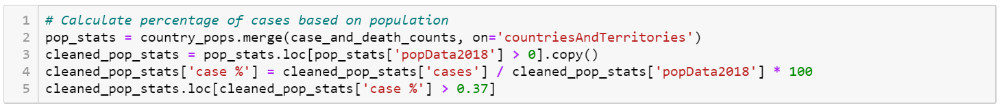 1 # Calculate percentage of cases based on population
2 pop_stats = country_pops.merge(case_and_death_counts, on='countriesAndTerritories')
3 cleaned_pop_stats = pop_stats.loc[pop_stats['popData2018'] > 0].copy()
4 cleaned_pop_stats['case %'] = cleaned_pop_stats['cases'] / cleaned_pop_stats['popData2018'] * 100
5 cleaned_pop_stats.loc[cleaned_pop_stats['case %'] > 0.37]